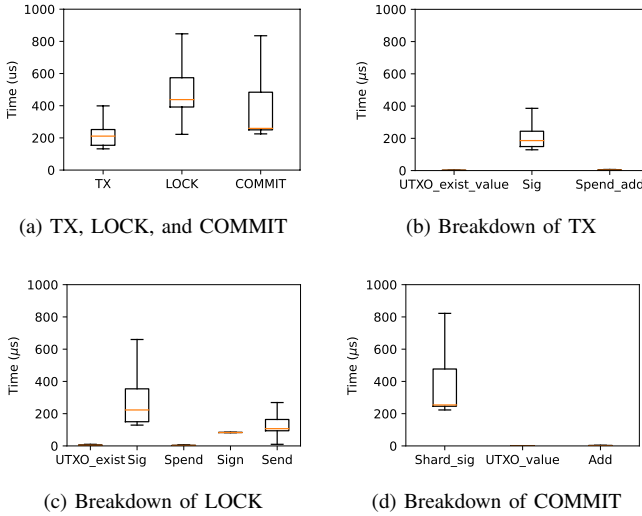 1000
800
600
400
200
0
Time (us)
TX LOCK COMMIT
(a) TX, LOCK, and COMMIT
1000
800
600
400
200
0
Time (μs)
UTXO_exist_value Sig Spend_add
(b) Breakdown of TX
1000
800
600
400
200
0
Time (μs)
UTXO_exist Sig Spend Sign Send
(c) Breakdown of LOCK
1000
800
600
400
200
0
Time (μs)
Shard_sig UTXO_value Add
(d) Breakdown of COMMIT